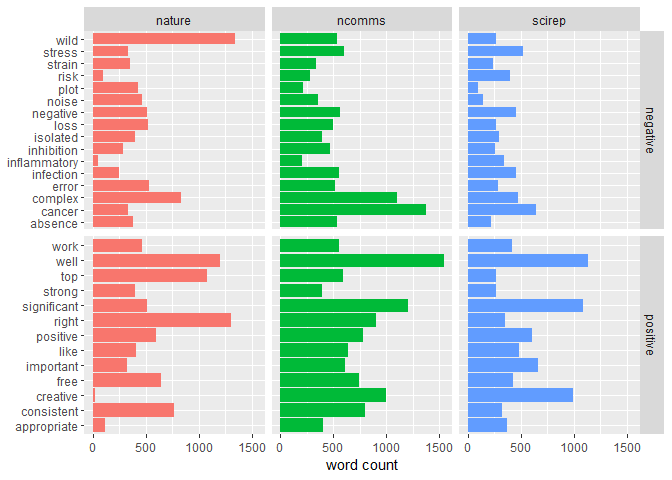 nature ncomms scirep
wild
stress
strain
risk
plot
noise
negative
loss
isolated
inhibition
inflammatory
infection
error
complex
cancer
absence
negative
work
well
top
strong
significant
right
positive
like
important
free
creative
consistent
appropriate
positive
0 500 1000 1500 0 500 1000 1500 0 500 1000 1500
word count